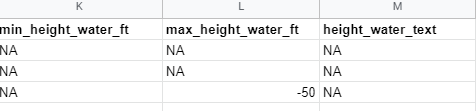 K L M
min_height_water_ft max_height_water_ft height_water_text
NA NA NA
NA NA NA
NA -50 NA